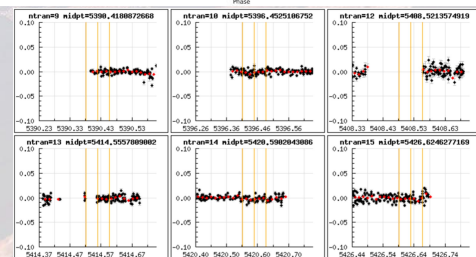 Phase
ntran=9 midpt=5390.4180872668
ntran=10 midpt=5396.4525106752
ntran=12 midpt=5408.5213574919
0.10
0.10
0.10
0.05
0.05
0.05
0.00
0.00
0.00
-0.05
-0.05
-0.05
-0.10
-0.10
-0.10
5390.23 5390.33 5390.43 5390.53
5396.26 5396.36 5396.46 5396.56
5408.33 5408.43 5408.53 5408.63
ntran=13 midpt=5414.5557809002
ntran=14 midpt=5420.5902043086
ntran=15 midpt=5426.6246277169
0.10
0.10
0.10
0.05
0.05
0.05
0.00
0.00
0.00
-0.05
-0.05
-0.05
-0.10
-0.10
-0.10
5414.37 5414.47 5414.57 5414.67
5420.40 5420.50 5420.60 5420.70
5426.44 5426.54 5426.64 5426.74